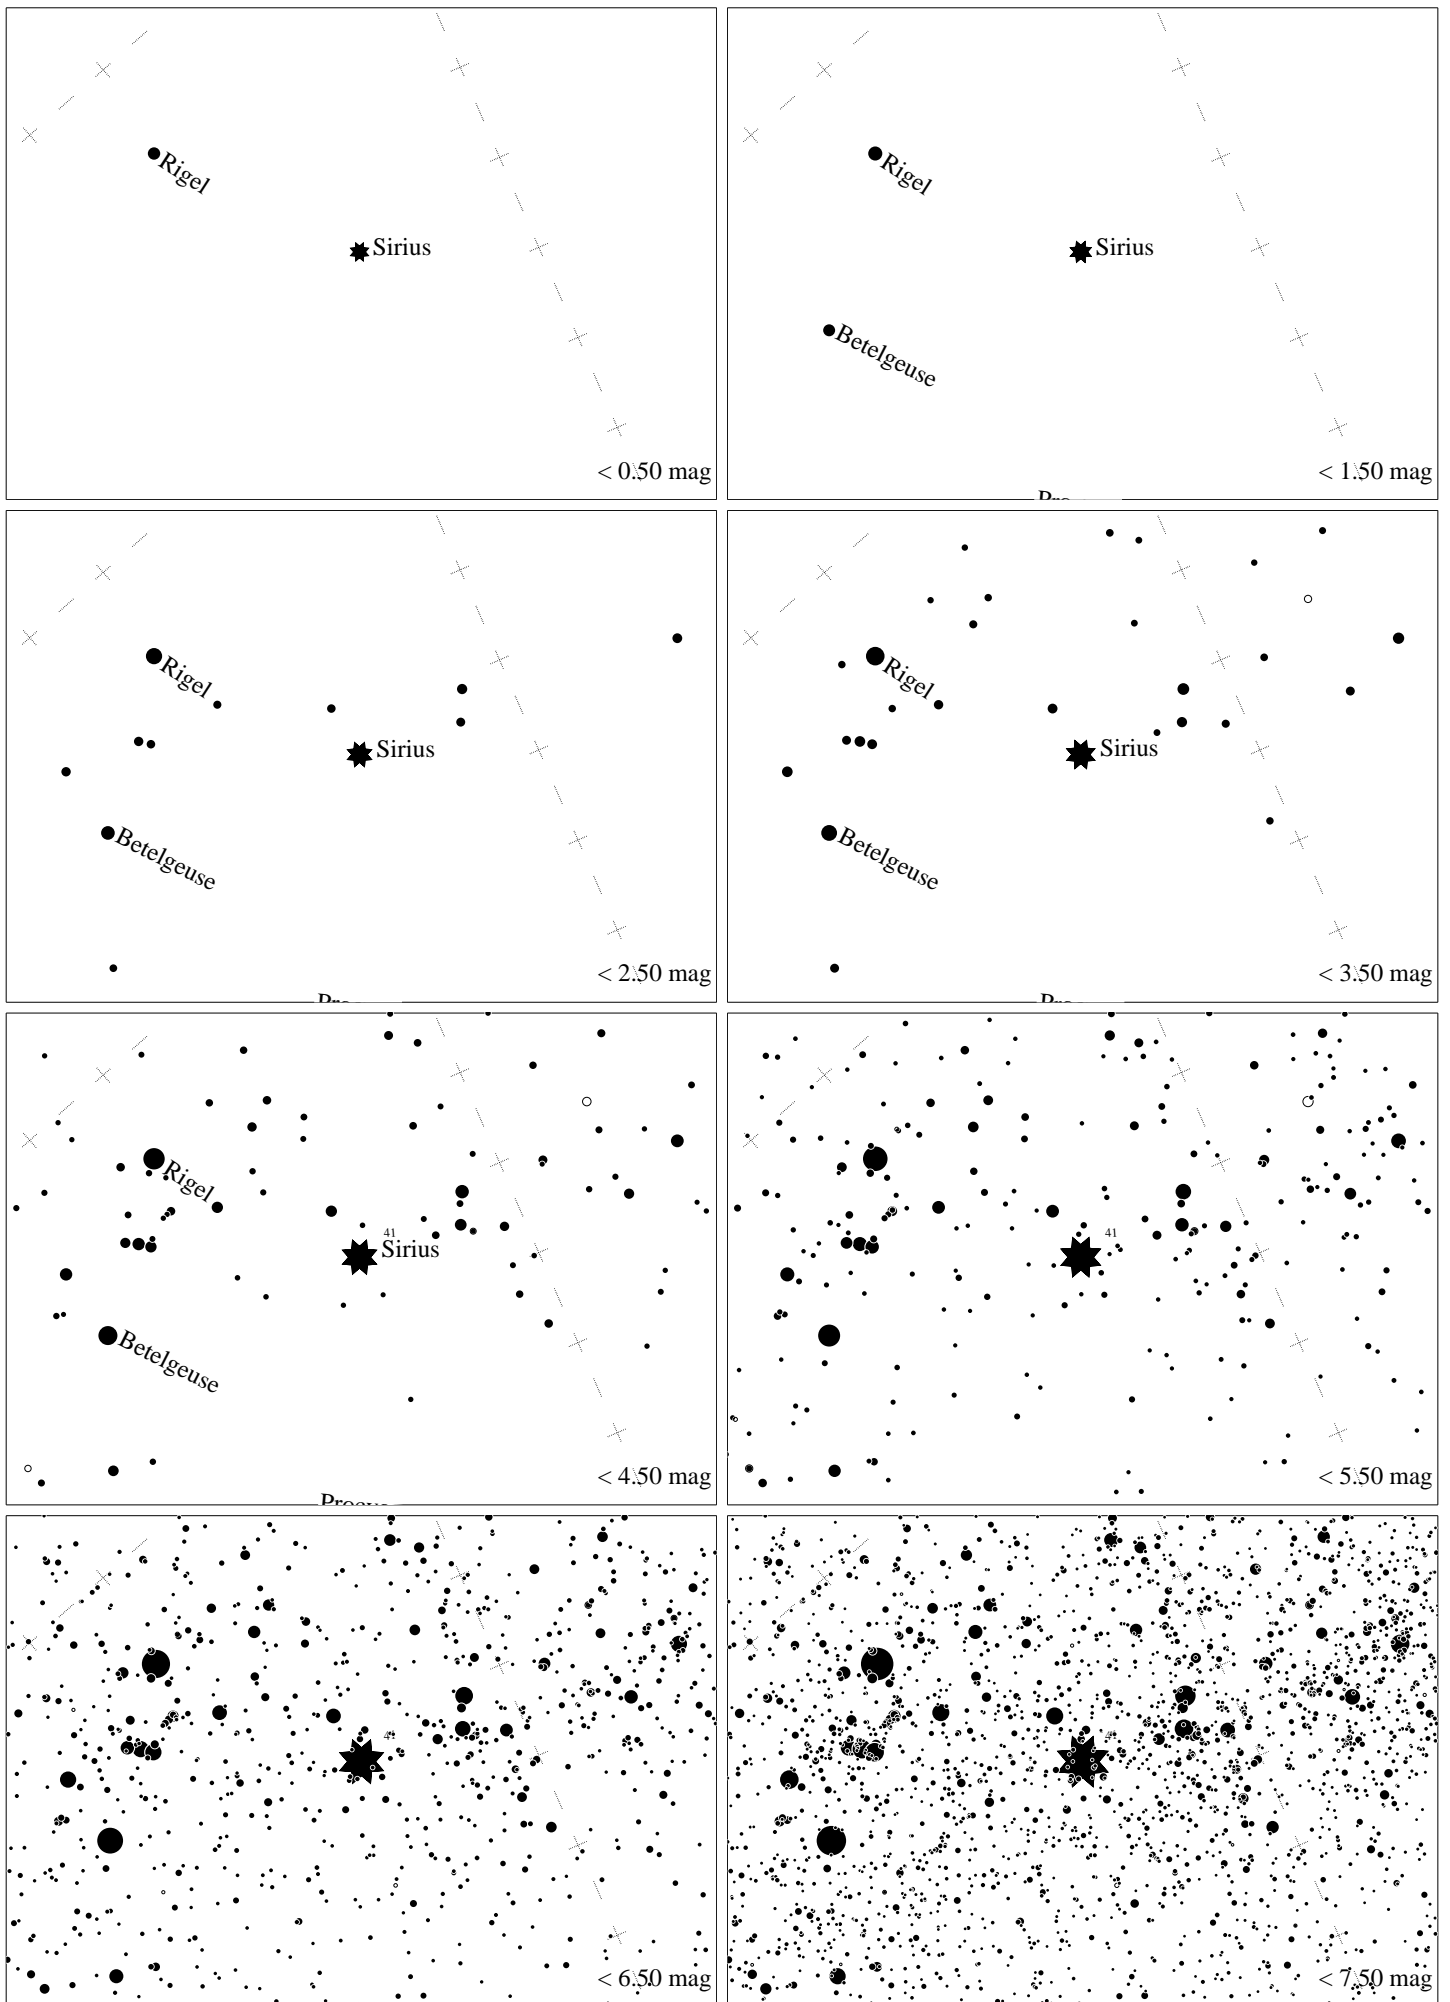 Rigel
Sirius
< 0.50 mag
Rigel
Sirius
Betelgeuse
< 1.50 mag
Rigel
Sirius
Betelgeuse
< 2.50 mag
Rigel
Sirius
Betelgeuse
< 3.50 mag
Rigel
41
Sirius
Betelgeuse
< 4.50 mag
41
< 5.50 mag
41
< 6.50 mag
< 7.50 mag